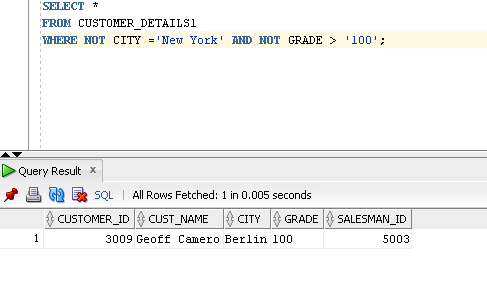 SELECT *
FROM CUSTOMER_DETAILS1
WHERE NOT CITY ='New York' AND NOT GRADE > '100';
Query Result x
SQL | All Rows Fetched: 1 in 0.005 seconds
CUSTOMER_ID CUST_NAME CITY GRADE SALESMAN_ID
1 3009 Geoff Camero Berlin 100 5003